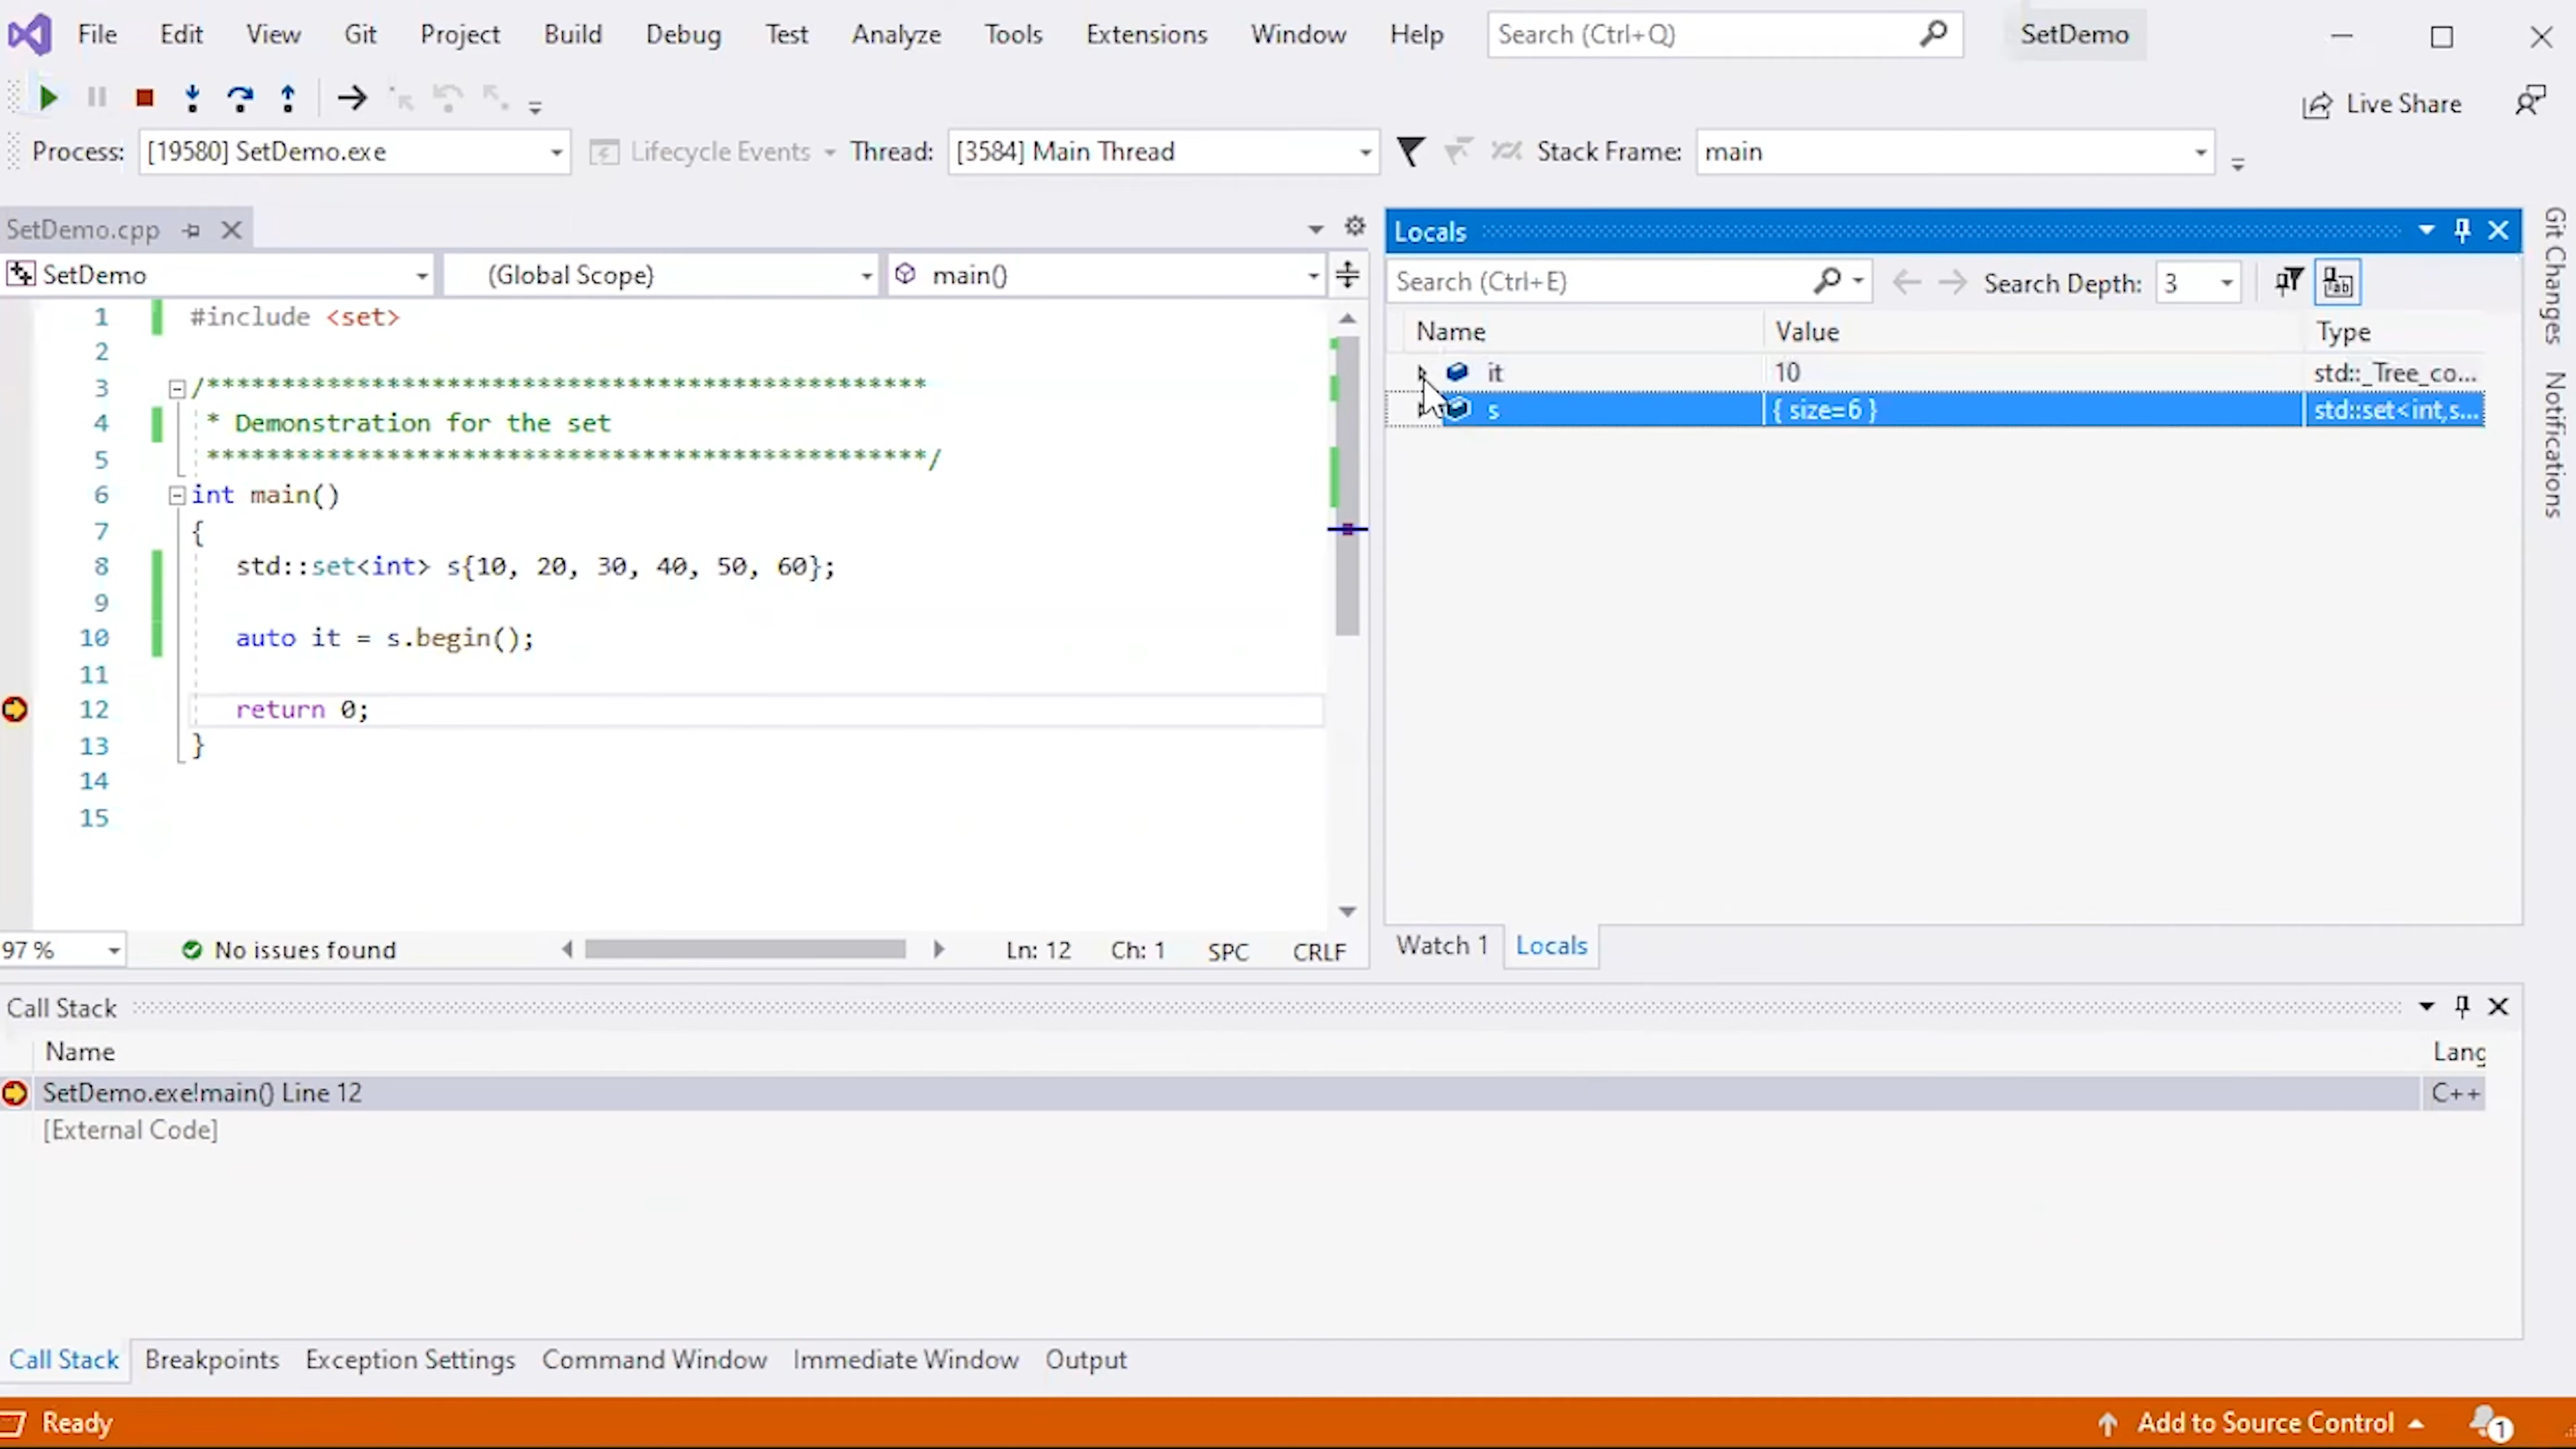 File Edit View Git Project Build Debug Test Analyze Tools Extensions Window Help Search (Ctrl+Q) SetDemo
Live Share
Process: [19580] SetDemo.exe Lifecycle Events Thread: [3584] Main Thread Stack Frame: main
SetDemo.cpp
SetDemo (Global Scope) main()
1 #include <set>
2
3 /************************************************
4 * Demonstration for the set
5 ************************************************/
6 int main()
7 {
8 std::set<int> s{10, 20, 30, 40, 50, 60};
9
10 auto it = s.begin();
11
12 return 0;
13 }
14
15
97 % No issues found Ln: 12 Ch: 1 SPC CRLF
Locals
Search (Ctrl+E) Search Depth: 3
Name Value Type
it 10 std::_Tree_co...
s { size=6 } std::set<int,s...
Watch 1 Locals
Git Changes
Notifications
Call Stack
Name Lang
SetDemo.exe!main() Line 12 C++
[External Code]
Call Stack Breakpoints Exception Settings Command Window Immediate Window Output
Ready Add to Source Control 1